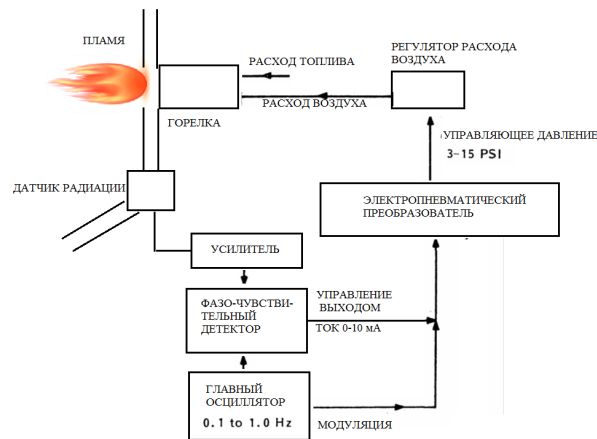 ПЛАМЯ
РАСХОД ТОПЛИВА
РЕГУЛЯТОР РАСХОДА
ВОЗДУХА
РАСХОД ВОЗДУХА
ГОРЕЛКА
УПРАВЛЯЮЩЕЕ ДАВЛЕНИЕ
3-15 PSI
ДАТЧИК РАДИАЦИИ
ЭЛЕКТРОПНЕВМАТИЧЕСКИЙ
ПРЕОБРАЗОВАТЕЛЬ
УСИЛИТЕЛЬ
ФАЗО-ЧУВСТВИ-
ТЕЛЬНЫЙ
ДЕТЕКТОР
УПРАВЛЕНИЕ
ВЫХОДОМ
ТОК 0-10 мА
ГЛАВНЫЙ
ОСЦИЛЛЯТОР
0.1 to 1.0 Hz
МОДУЛЯЦИЯ